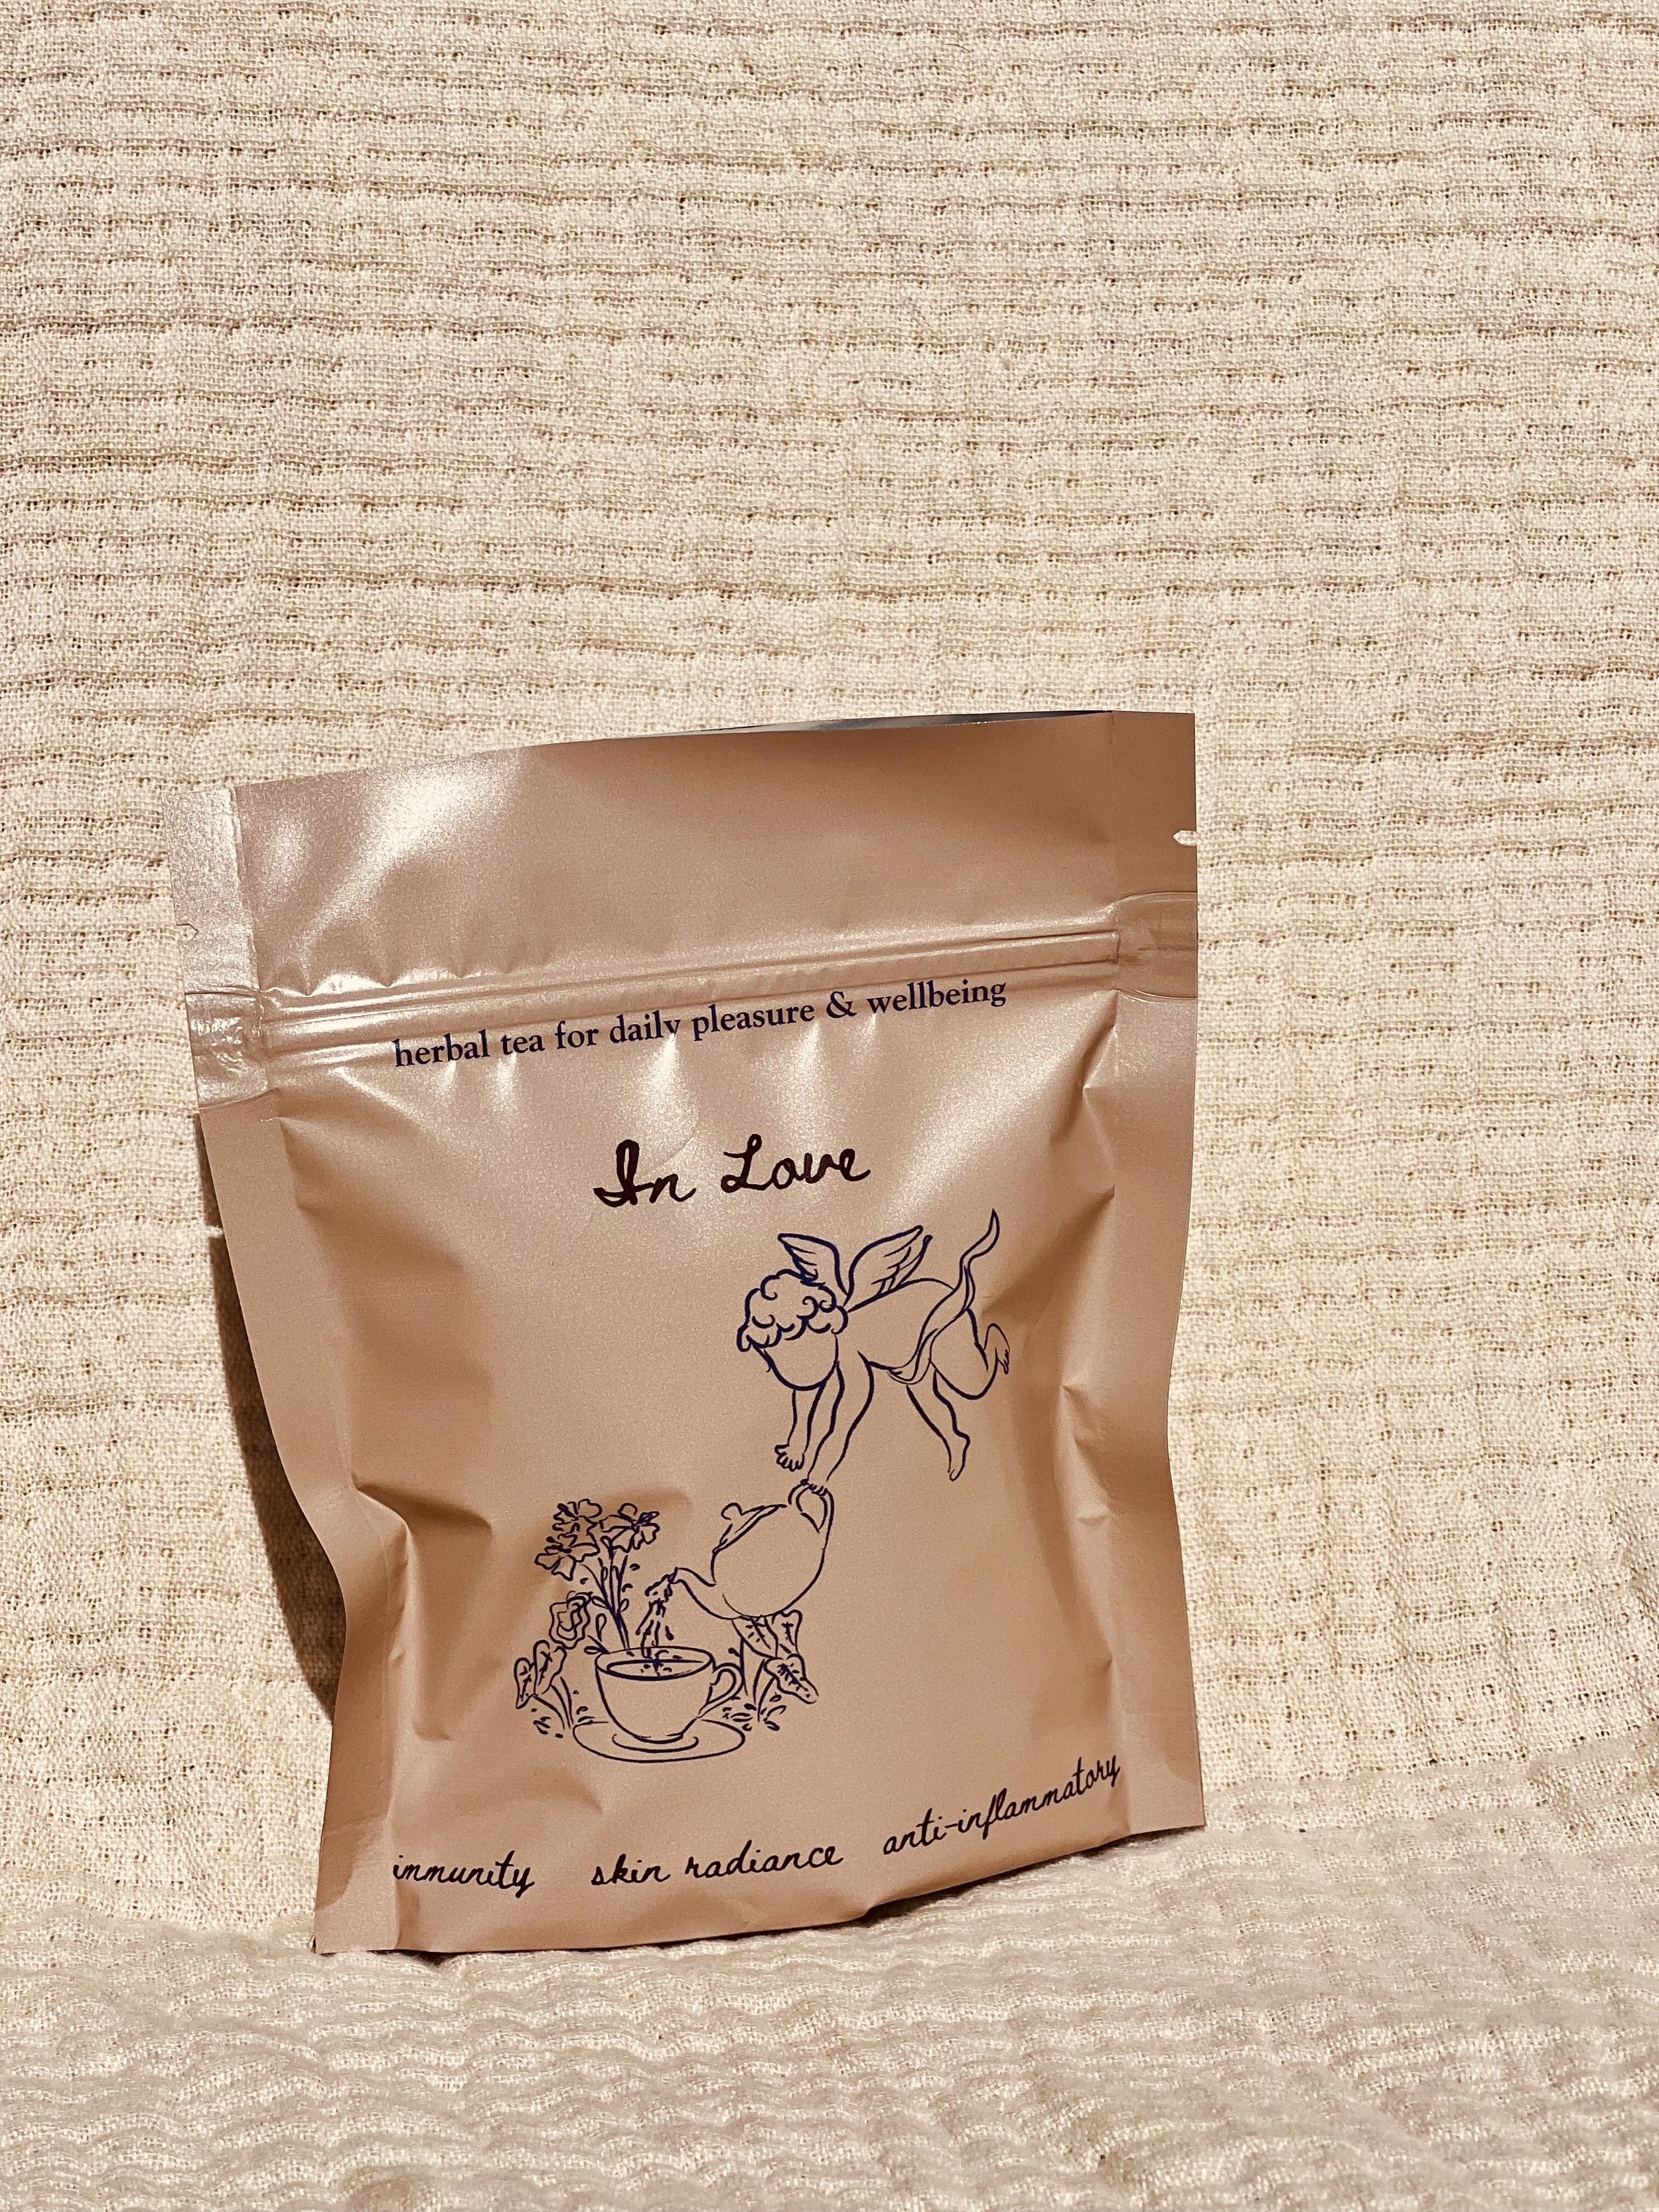 herbal tea for daily pleasure & wellbeing
In Love
immunity skin radiance anti-inflammatory